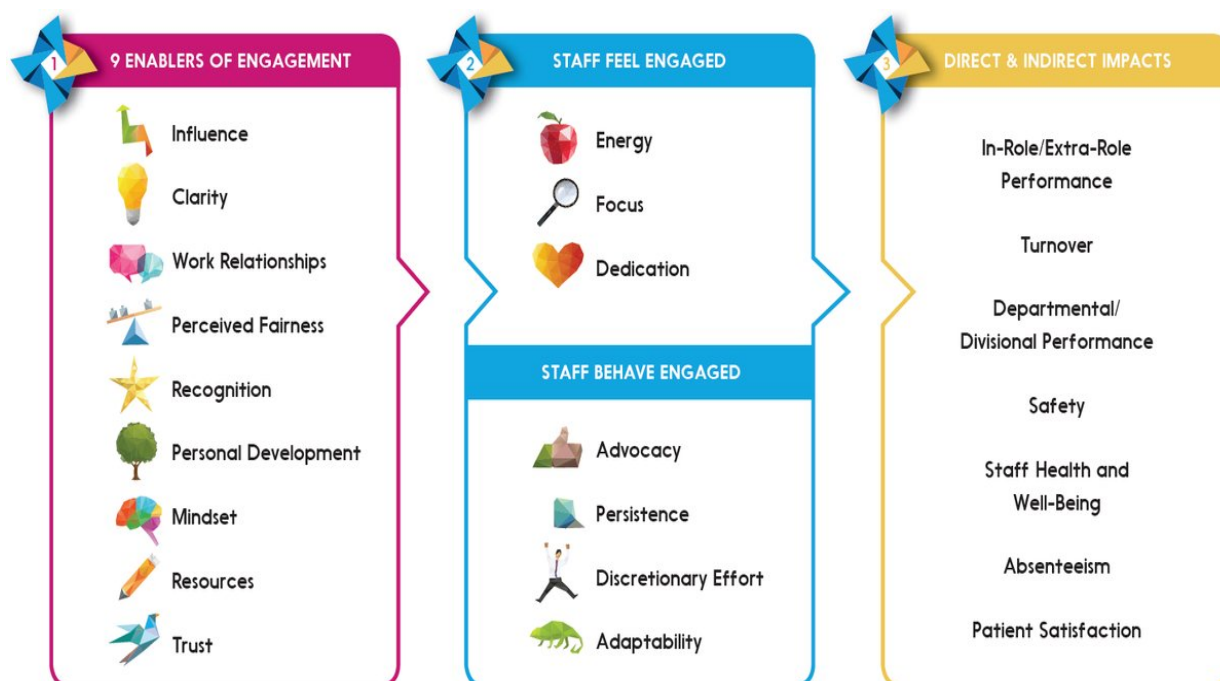 1
9 ENABLERS OF ENGAGEMENT
Influence
Clarity
Work Relationships
Perceived Fairness
Recognition
Personal Development
Mindset
Resources
Trust
2
STAFF FEEL ENGAGED
Energy
Focus
Dedication
STAFF BEHAVE ENGAGED
Advocacy
Persistence
Discretionary Effort
Adaptability
3
DIRECT & INDIRECT IMPACTS
In-Role/Extra-Role
Performance
Turnover
Departmental/
Divisional Performance
Safety
Staff Health and
Well-Being
Absenteeism
Patient Satisfaction